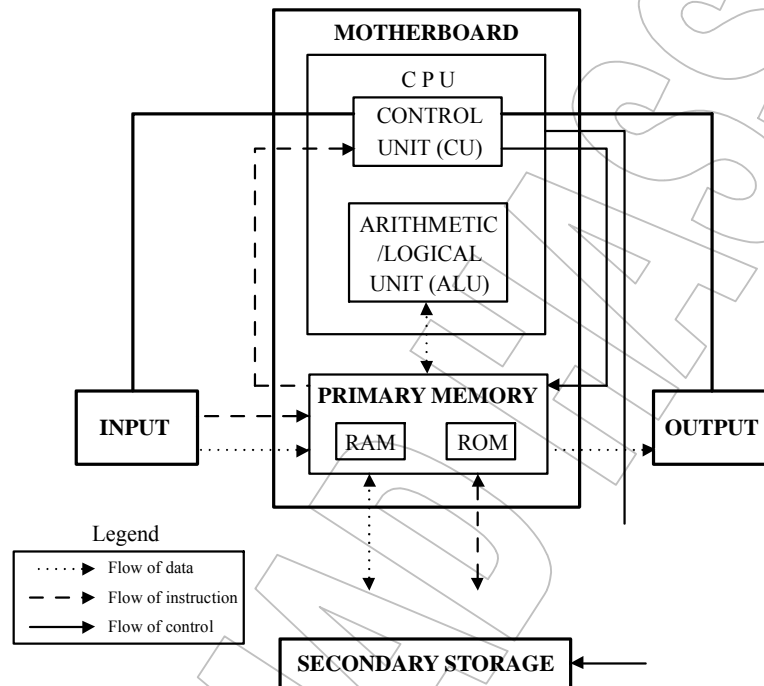 MOTHERBOARD
C P U
CONTROL
UNIT (CU)
ARITHMETIC
/LOGICAL
UNIT (ALU)
INPUT
PRIMARY MEMORY
RAM
ROM
OUTPUT
Legend
Flow of data
Flow of instruction
Flow of control
SECONDARY STORAGE